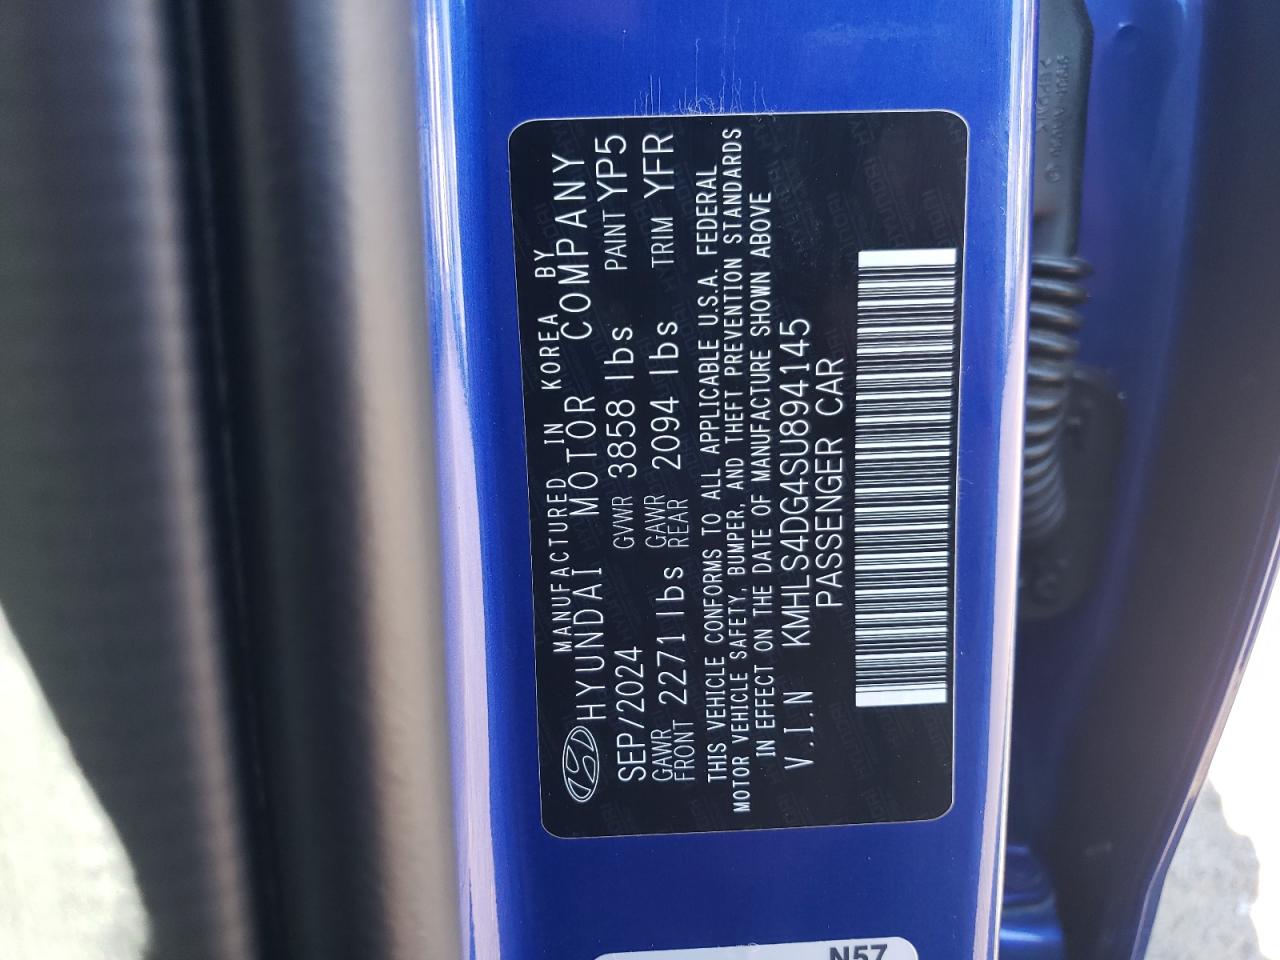 MANUFACTURED IN KOREA BY
HYUNDAI MOTOR COMPANY
SEP/2024 GVWR 3858 lbs PAINT YP5
GAWR FRONT 2271 lbs GAWR REAR 2094 lbs TRIM YFR
THIS VEHICLE CONFORMS TO ALL APPLICABLE U.S.A. FEDERAL
MOTOR VEHICLE SAFETY, BUMPER, AND THEFT PREVENTION STANDARDS
IN EFFECT ON THE DATE OF MANUFACTURE SHOWN ABOVE
V.I.N KMHLS4DG4SU894145
PASSENGER CAR
N57